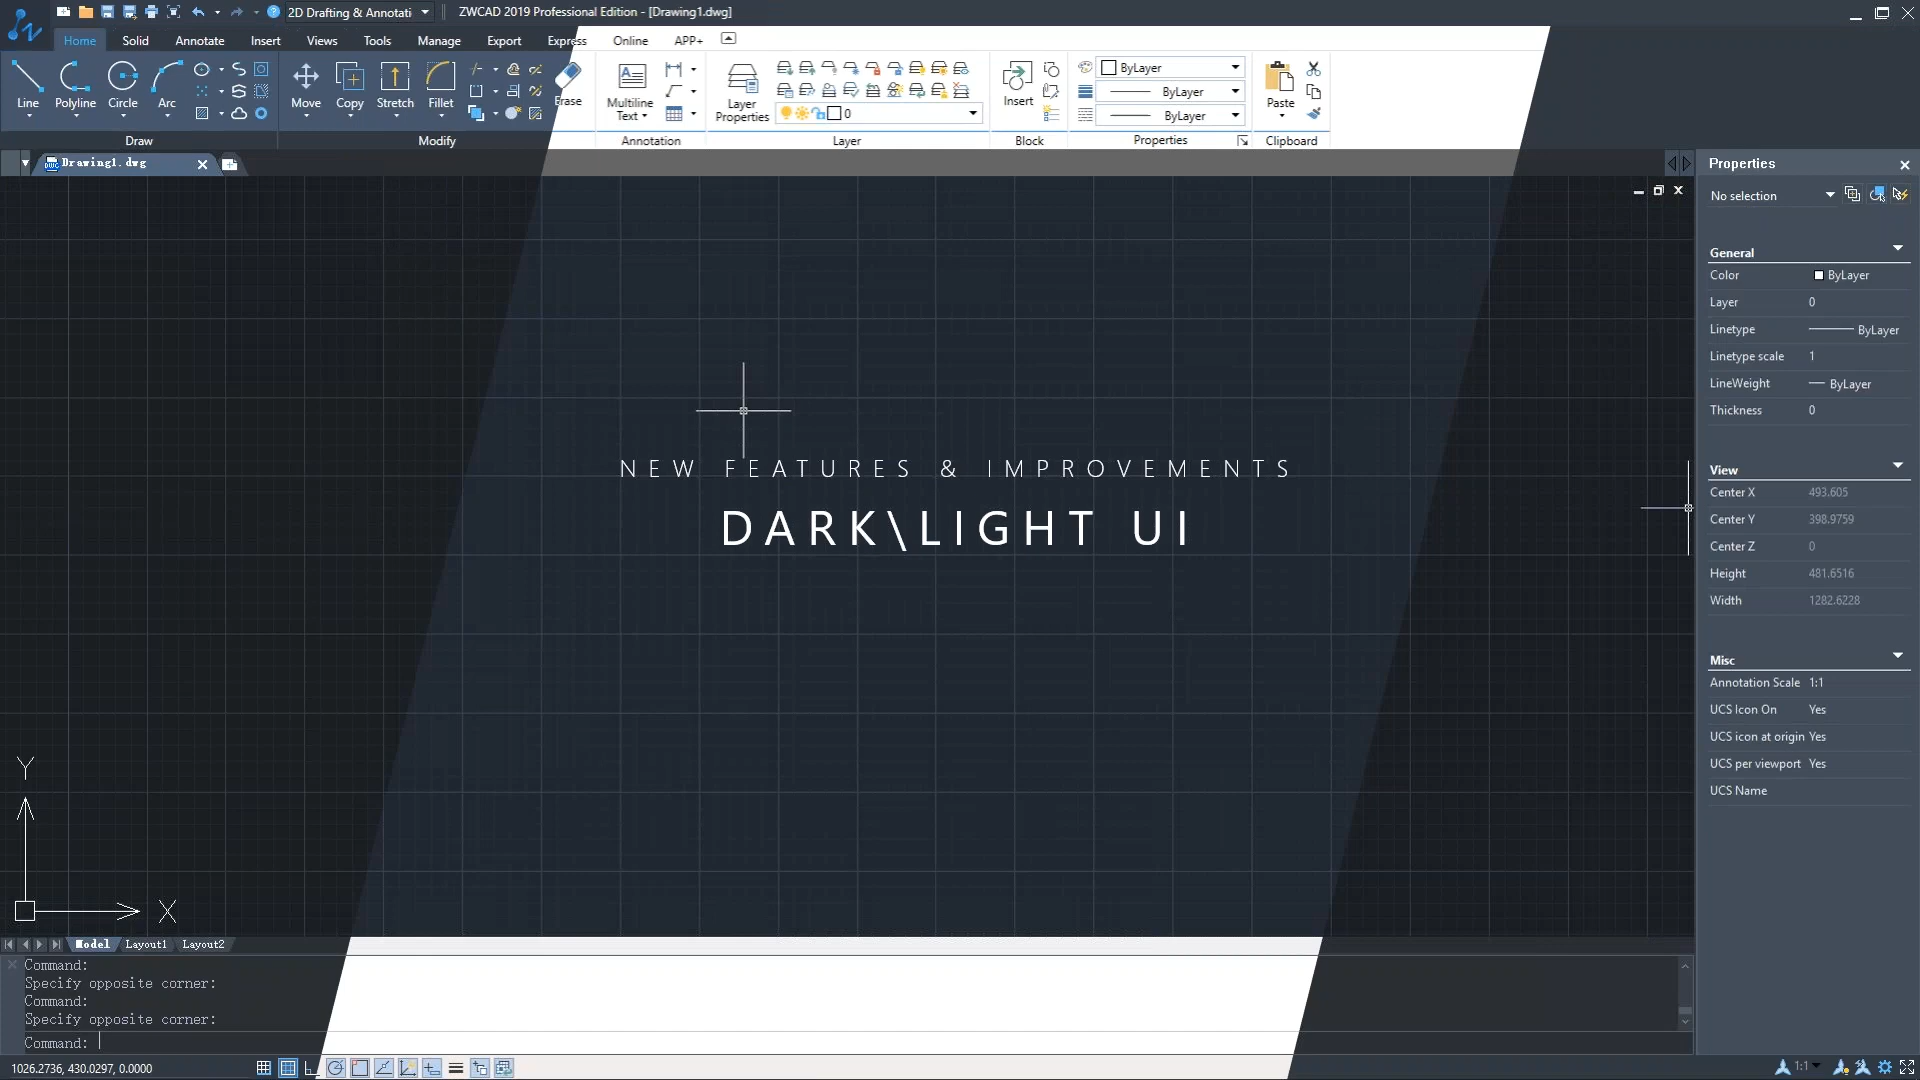 2D Drafting & Annotati
ZWCAD 2019 Professional Edition - [Drawing1.dwg]
Home Solid Annotate Insert Views Tools Manage Export Express Online APP+
Line Polyline Circle Arc
Draw
Move Copy Stretch Fillet Erase
Modify
Multiline Text
Annotation
Layer Properties
0
Layer
Insert
Block
ByLayer
ByLayer
ByLayer
Properties
Paste
Clipboard
Drawing1.dwg
NEW FEATURES & IMPROVEMENTS
DARK\LIGHT UI
Y
X
Properties
No selection
General
Color ByLayer
Layer 0
Linetype ByLayer
Linetype scale 1
LineWeight ByLayer
Thickness 0
View
Center X 493.605
Center Y 398.9759
Center Z 0
Height 481.6516
Width 1282.6228
Misc
Annotation Scale 1:1
UCS Icon On Yes
UCS icon at origin Yes
UCS per viewport Yes
UCS Name
Model Layout1 Layout2
Command:
Specify opposite corner:
Command:
Specify opposite corner:
Command:
1026.2736, 430.0297, 0.0000
1:1